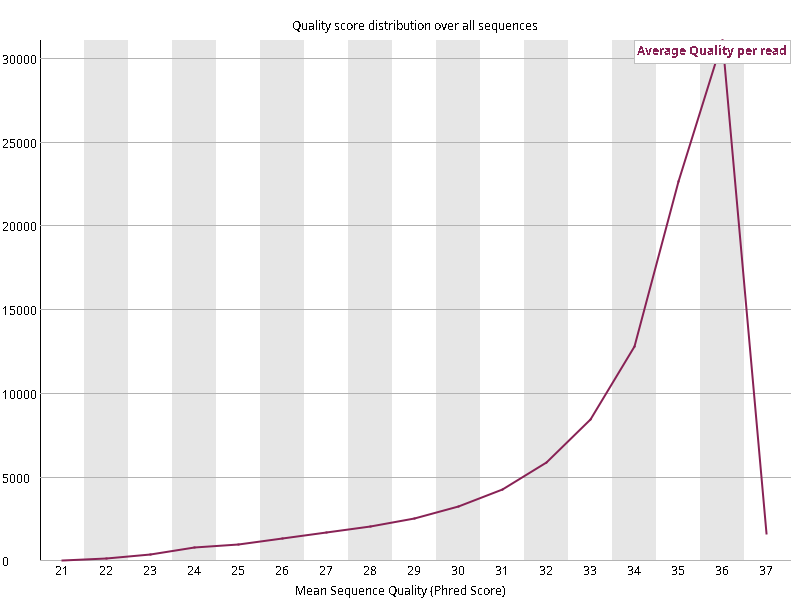 Quality score distribution over all sequences
Average Quality per read
30000
25000
20000
15000
10000
5000
0
21 22 23 24 25 26 27 28 29 30 31 32 33 34 35 36 37
Mean Sequence Quality (Phred Score)